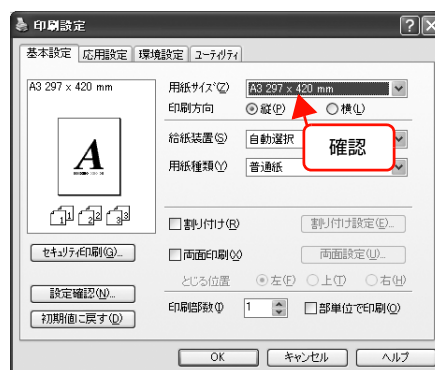 印刷設定
基本設定 応用設定 環境設定 ユーティリティ
A3 297 x 420 mm
用紙サイズ(Z) A3 297 x 420 mm
印刷方向 縦(P) 横(L)
給紙装置(S) 自動選択
確認
用紙種類(Y) 普通紙
A
1 1 2 2 3 3
割り付け(R) 割り付け設定(E)...
セキュリティ印刷(G)...
両面印刷(X) 両面設定(U)...
とじる位置 左(F) 上(T) 右(H)
設定確認(N)...
印刷部数(I) 1 部単位で印刷(O)
初期値に戻す(D)
OK キャンセル ヘルプ